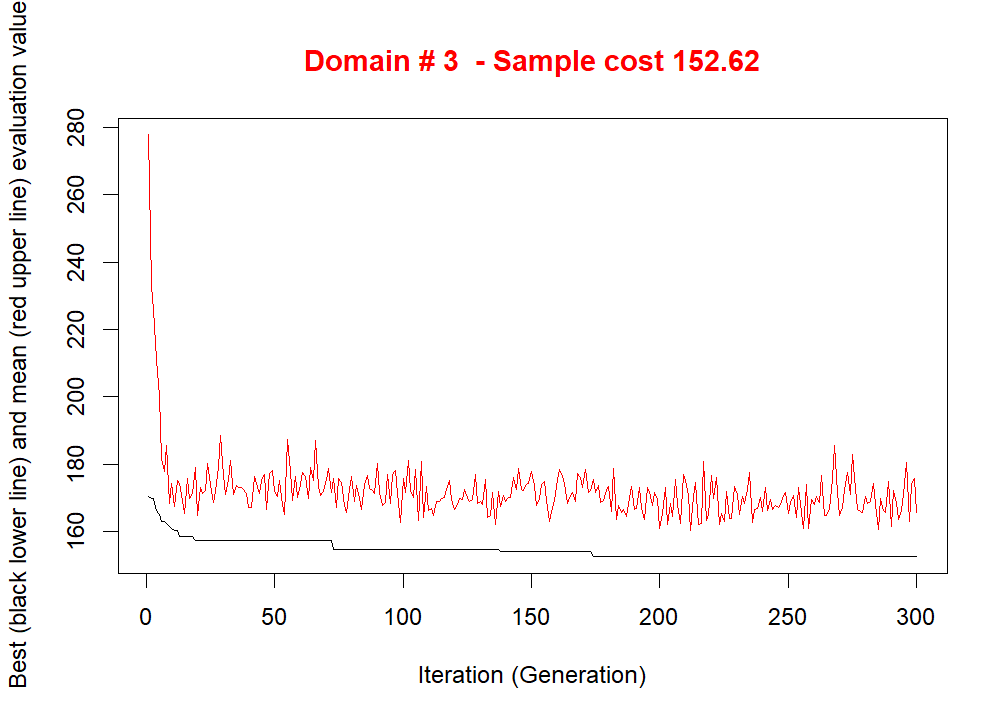 Domain # 3  - Sample cost 152.62
Best (black lower line) and mean (red upper line) evaluation value
280
260
240
220
200
180
160
0 50 100 150 200 250 300
Iteration (Generation)